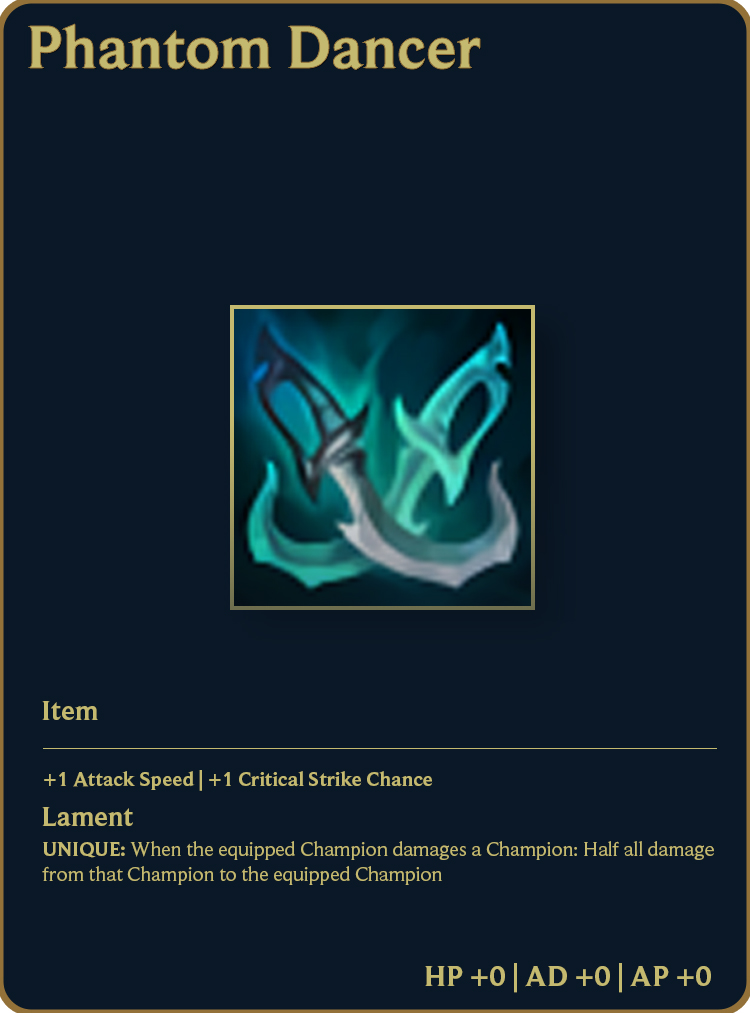 Phantom Dancer
Item
+1 Attack Speed | +1 Critical Strike Chance
Lament
UNIQUE: When the equipped Champion damages a Champion: Half all damage
from that Champion to the equipped Champion
HP +0 | AD +0 | AP +0